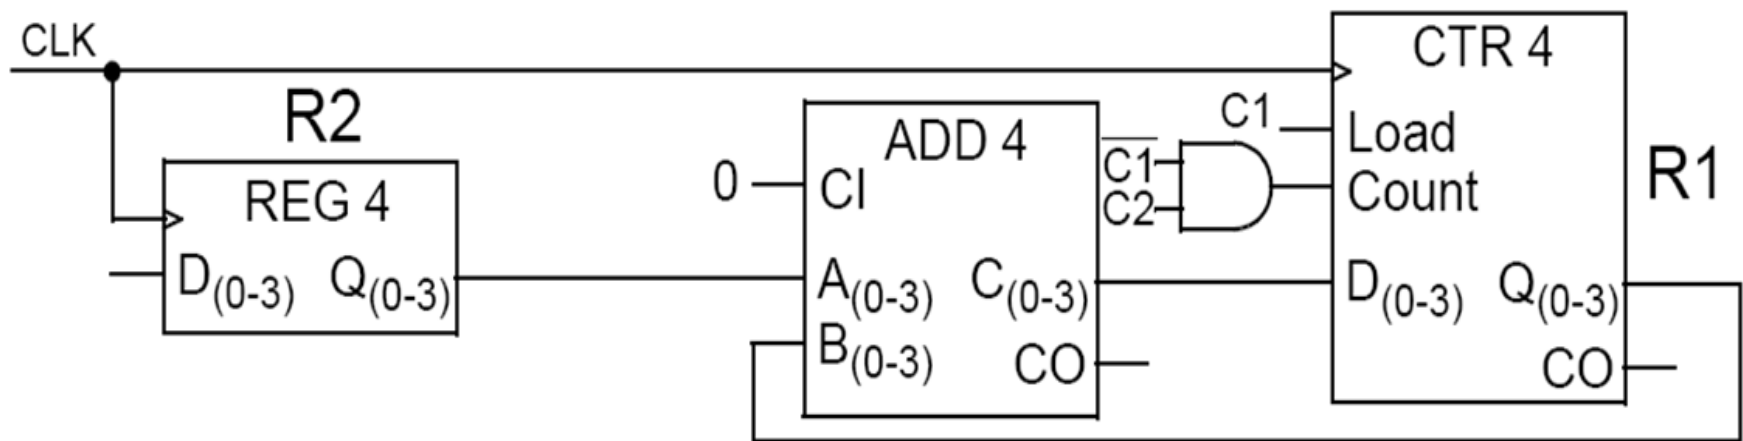 CLK
R2
REG 4
D(0-3) Q(0-3)
0
ADD 4
CI
A(0-3) C(0-3)
B(0-3) CO
C1
C̅1̅
C2
CTR 4
Load
Count
D(0-3) Q(0-3)
CO
R1